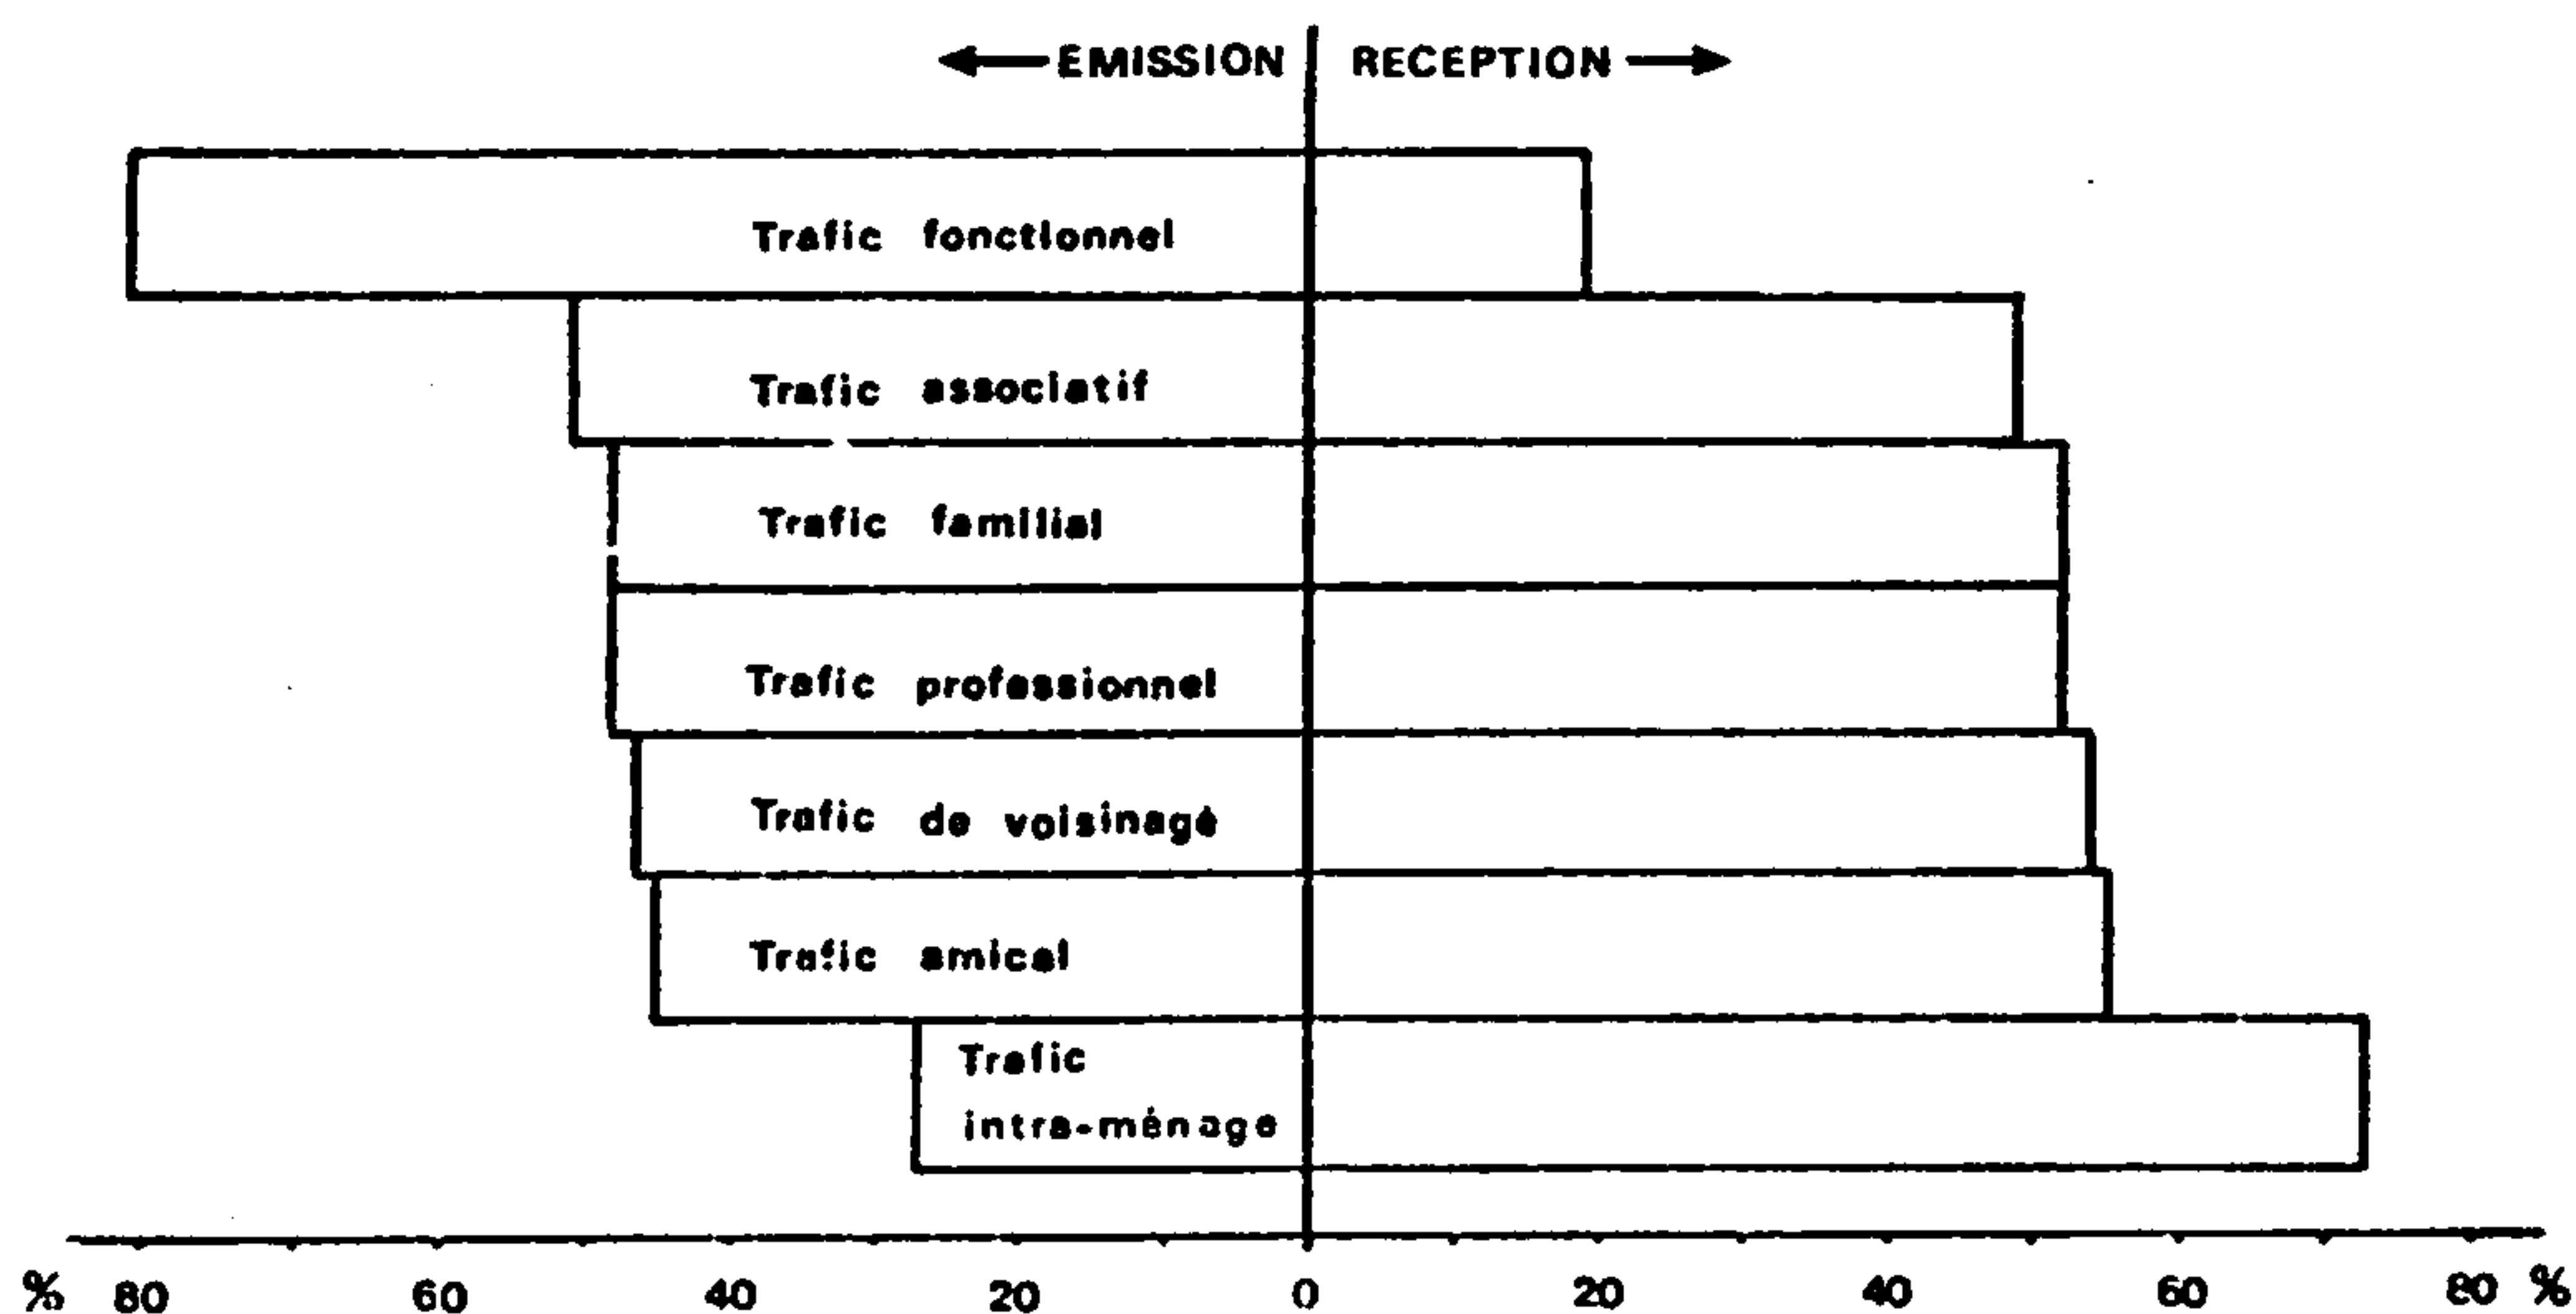 EMISSION RECEPTION
Trafic fonctionnel
Trafic associatif
Trafic familial
Trafic professionnel
Trafic de voisinage
Trafic amical
Trafic
intra-ménage
% 80 60 40 20 0 20 40 60 80 %